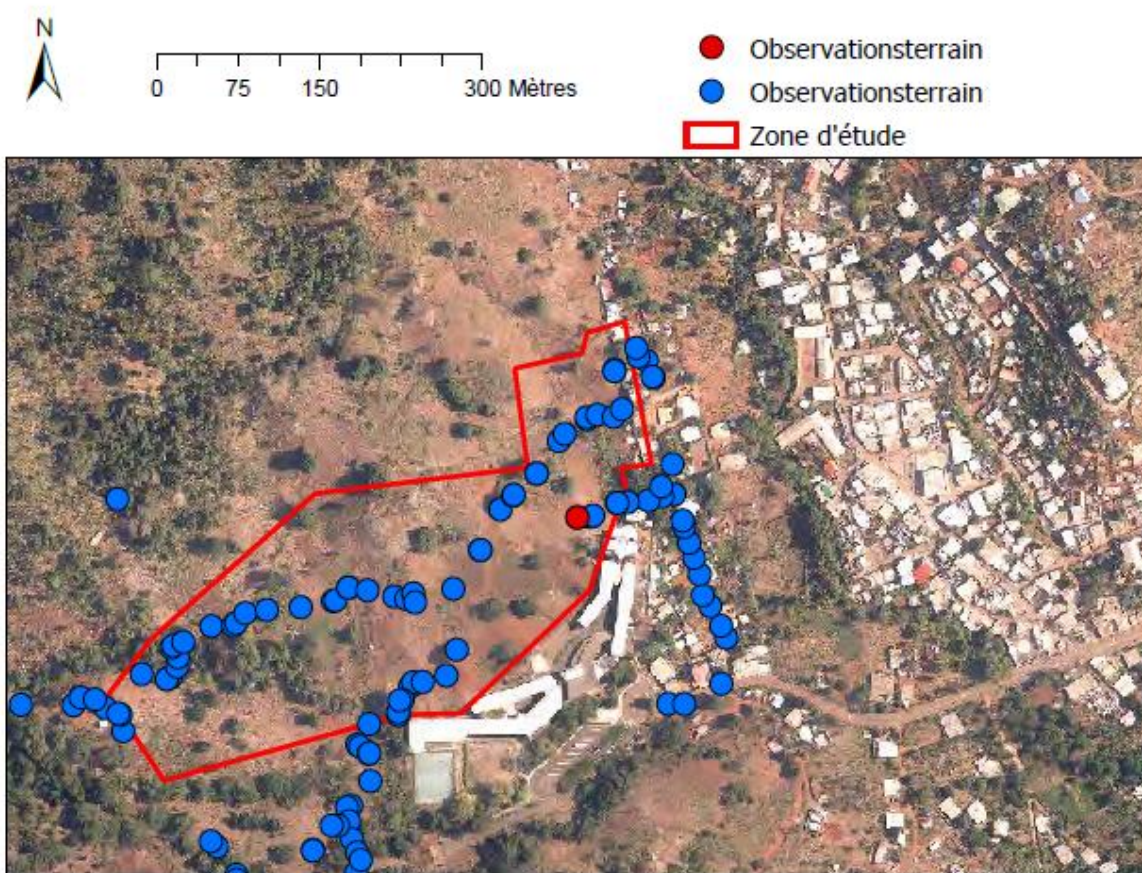 N
0 75 150 300 Mètres
Observationsterrain
Observationsterrain
Zone d'étude